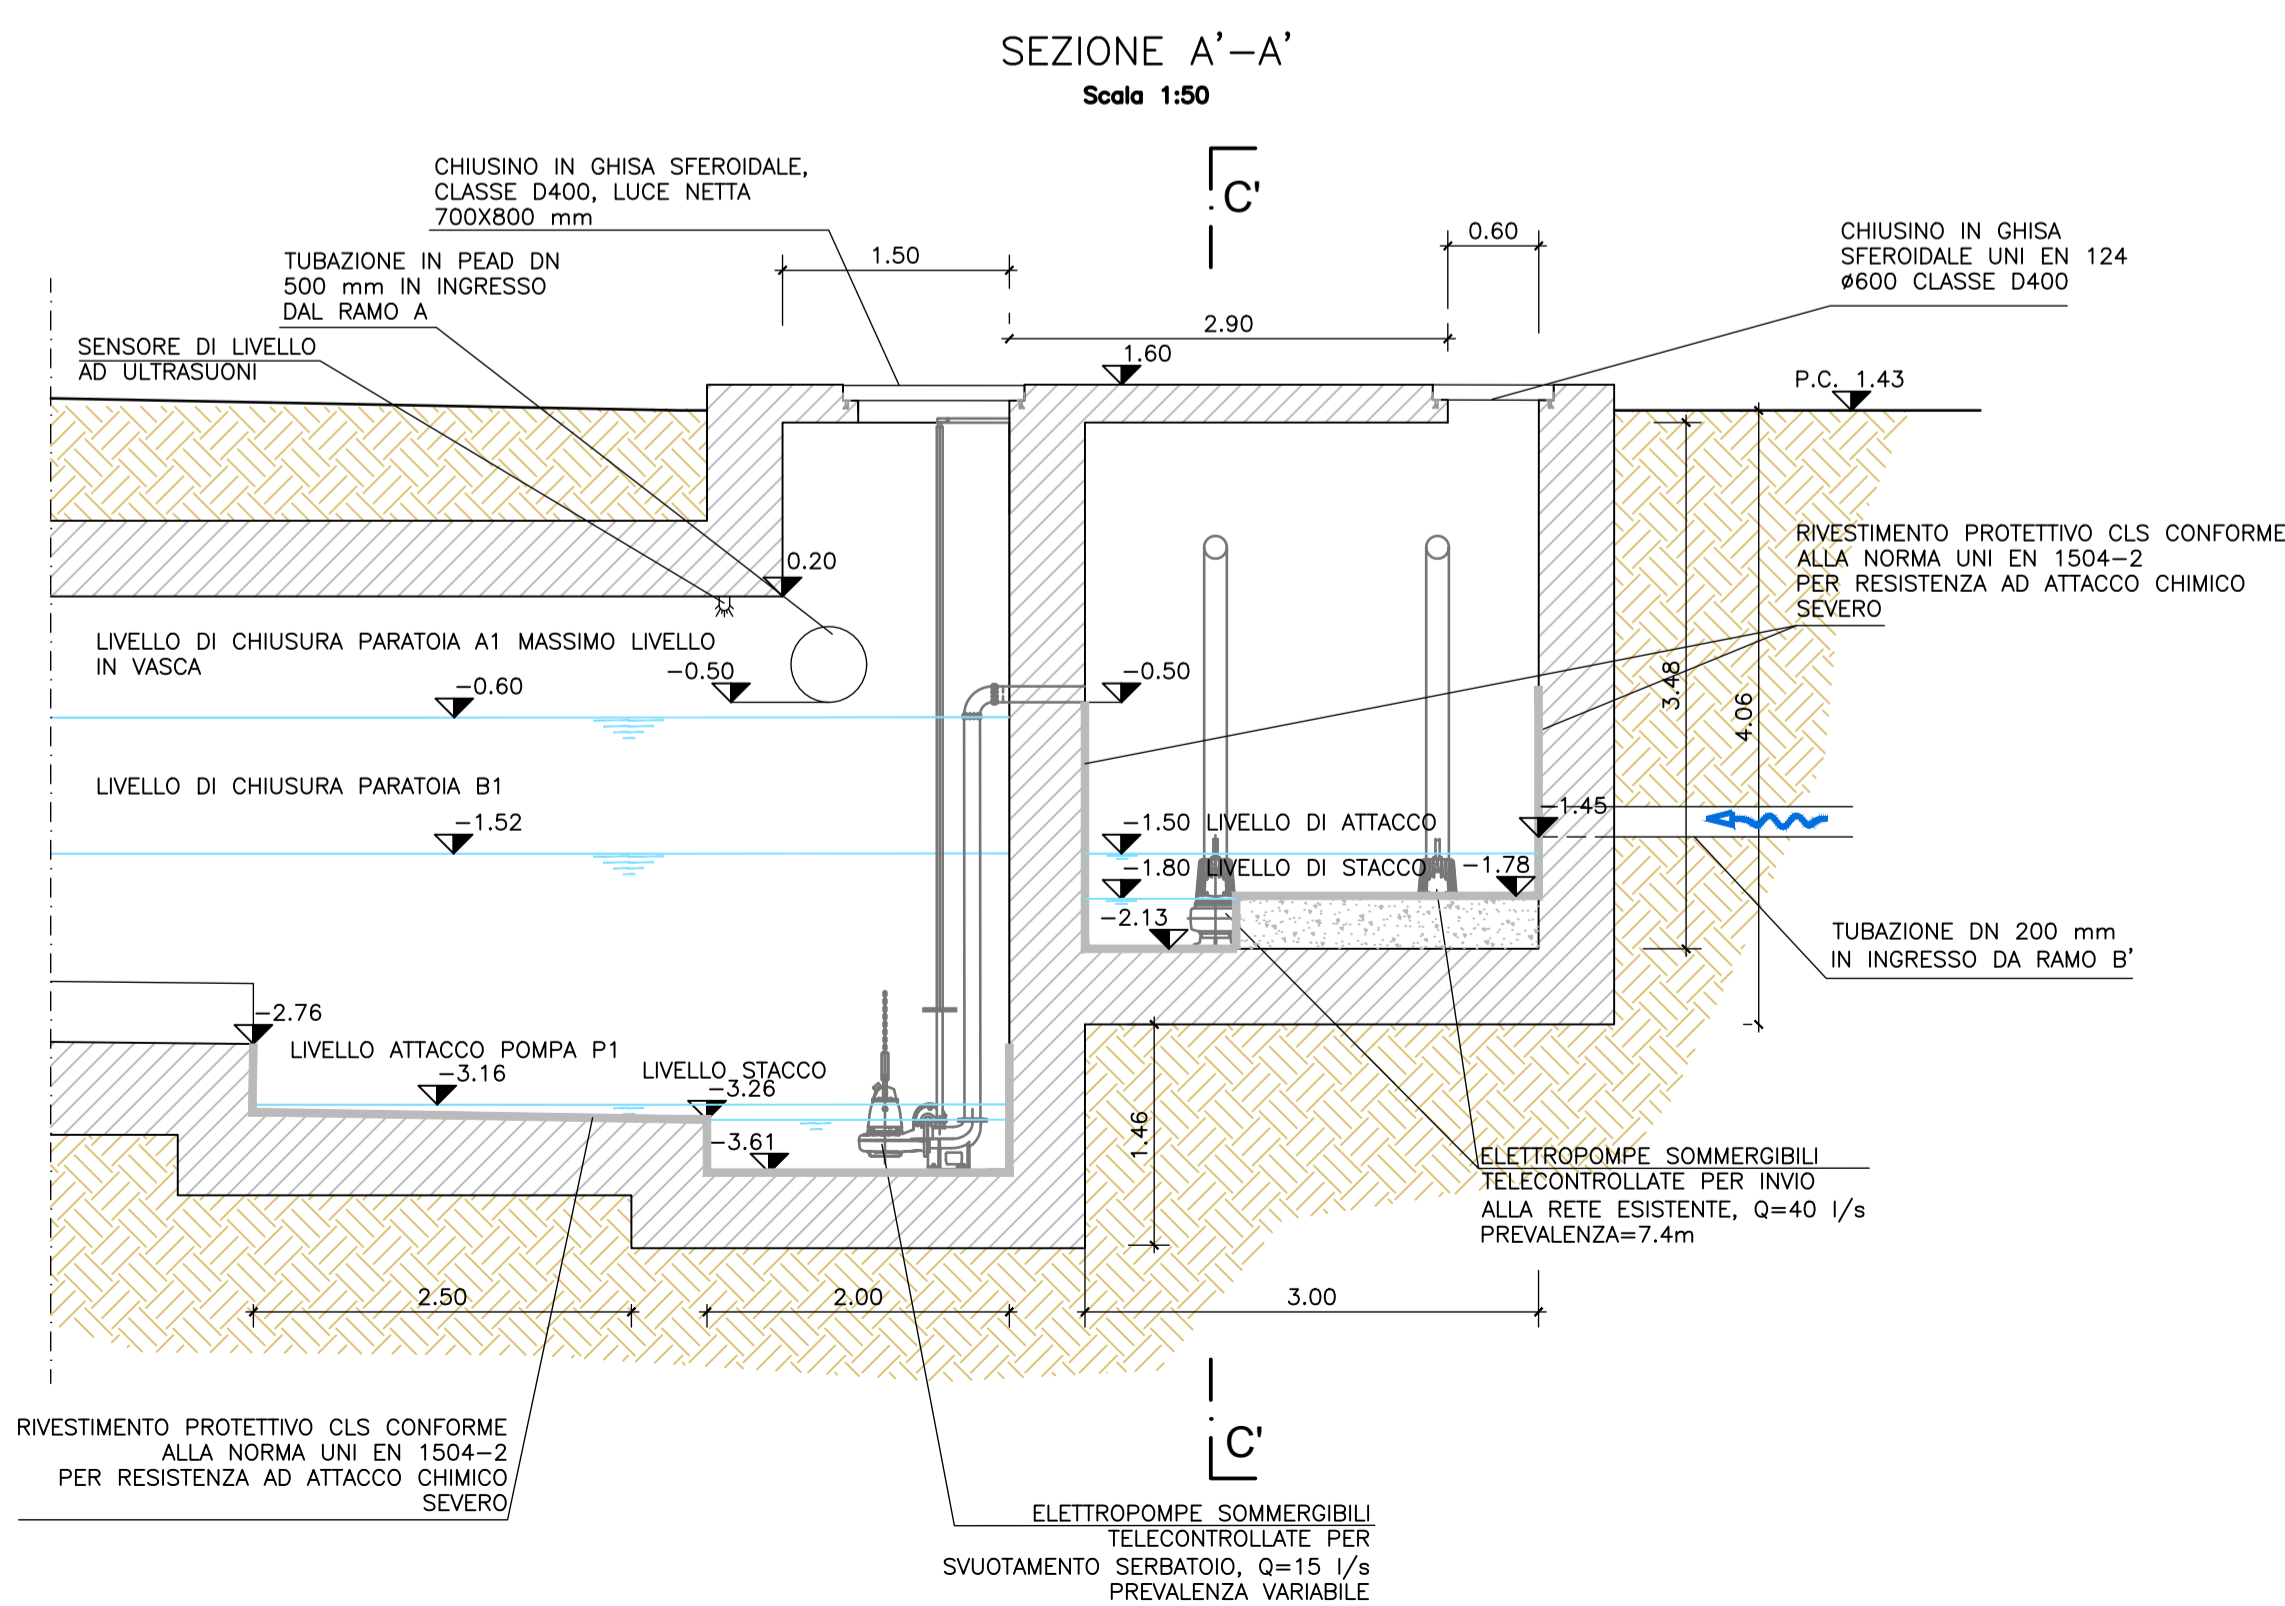 SEZIONE A'-A'
Scala 1:50
C'
CHIUSINO IN GHISA SFEROIDALE,
CLASSE D400, LUCE NETTA
700X800 mm
TUBAZIONE IN PEAD DN
500 mm IN INGRESSO
DAL RAMO A
SENSORE DI LIVELLO
AD ULTRASUONI
1.50
0.60
2.90
1.60
CHIUSINO IN GHISA
SFEROIDALE UNI EN 124
ø600 CLASSE D400
P.C. 1.43
0.20
RIVESTIMENTO PROTETTIVO CLS CONFORME
ALLA NORMA UNI EN 1504-2
PER RESISTENZA AD ATTACCO CHIMICO
SEVERO
LIVELLO DI CHIUSURA PARATOIA A1 MASSIMO LIVELLO
IN VASCA
-0.60
-0.50
-0.50
3.48
4.06
LIVELLO DI CHIUSURA PARATOIA B1
-1.52
-1.50 LIVELLO DI ATTACCO
-1.45
-1.80 LIVELLO DI STACCO
-1.78
-2.13
TUBAZIONE DN 200 mm
IN INGRESSO DA RAMO B'
-2.76
LIVELLO ATTACCO POMPA P1
-3.16
LIVELLO STACCO
-3.26
-3.61
1.46
ELETTROPOMPE SOMMERGIBILI
TELECONTROLLATE PER INVIO
ALLA RETE ESISTENTE, Q=40 l/s
PREVALENZA=7.4m
2.50
2.00
3.00
C'
RIVESTIMENTO PROTETTIVO CLS CONFORME
ALLA NORMA UNI EN 1504-2
PER RESISTENZA AD ATTACCO CHIMICO
SEVERO
ELETTROPOMPE SOMMERGIBILI
TELECONTROLLATE PER
SVUOTAMENTO SERBATOIO, Q=15 l/s
PREVALENZA VARIABILE